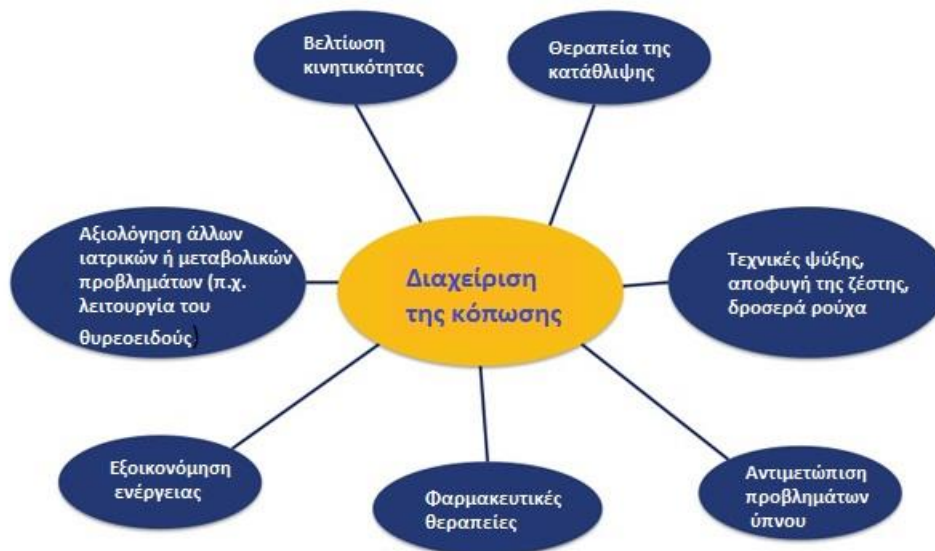 Βελτίωση
κινητικότητας
Θεραπεία της
κατάθλιψης
Αξιολόγηση άλλων
ιατρικών ή μεταβολικών
προβλημάτων (π.χ.
λειτουργία του
θυρεοειδούς)
Διαχείριση
της κόπωσης
Τεχνικές ψύξης,
αποφυγή της ζέστης,
δροσερά ρούχα
Εξοικονόμηση
ενέργειας
Φαρμακευτικές
θεραπείες
Αντιμετώπιση
προβλημάτων
ύπνου